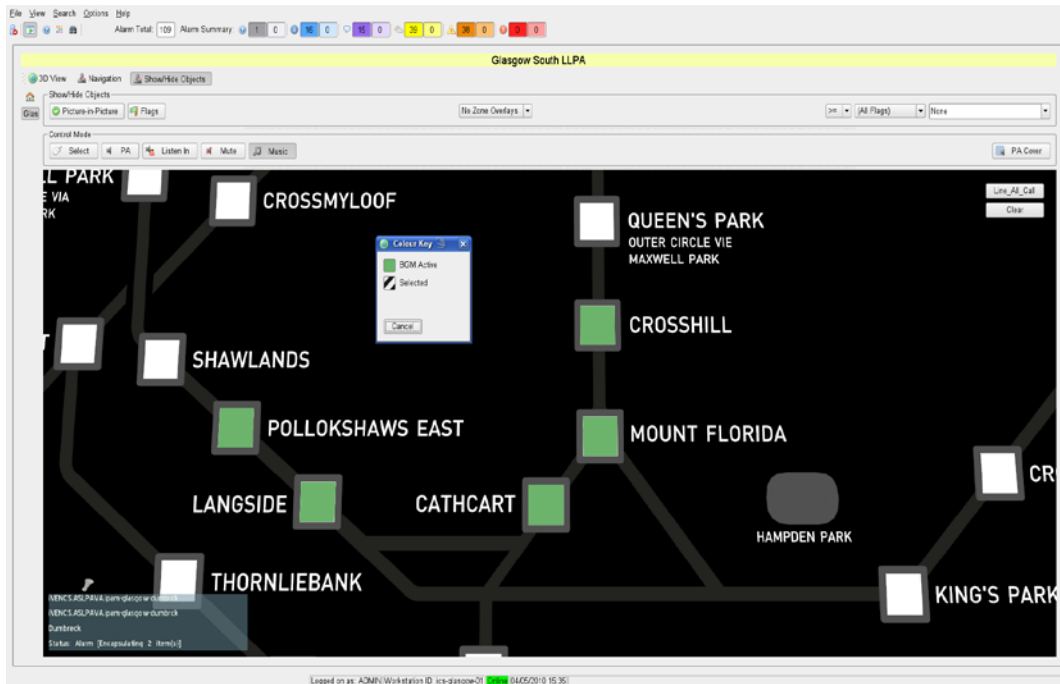 File View Search Options Help
Alarm Total: 109 Alarm Summary: 1 0 16 0 15 0 39 0 38 0 0 0
Glasgow South LLPA
3D View Navigation Show/Hide Objects
Show/Hide Objects
Glas
Picture-in-Picture Flags No Zone Overlays >= (All Flags) None
Control Mode
Select PA Listen In Mute Music PA Cover
LL PARK
E VIA
RK
CROSSMYLOOF
QUEEN'S PARK
OUTER CIRCLE VIE
MAXWELL PARK
Line_All_Call
Clear
Colour Key
BGM Active
Selected
Cancel
CROSSHILL
T
SHAWLANDS
POLLOKSHAWS EAST
MOUNT FLORIDA
CR
LANGSIDE
CATHCART
HAMPDEN PARK
THORNLIEBANK
KING'S PARK
Dumbreck
Status: Alarm [Encapsulating 2 item(s)]
Logged on as: ADMIN Workstation ID: ics-glasgow-01 Online 04/05/2010 15:35